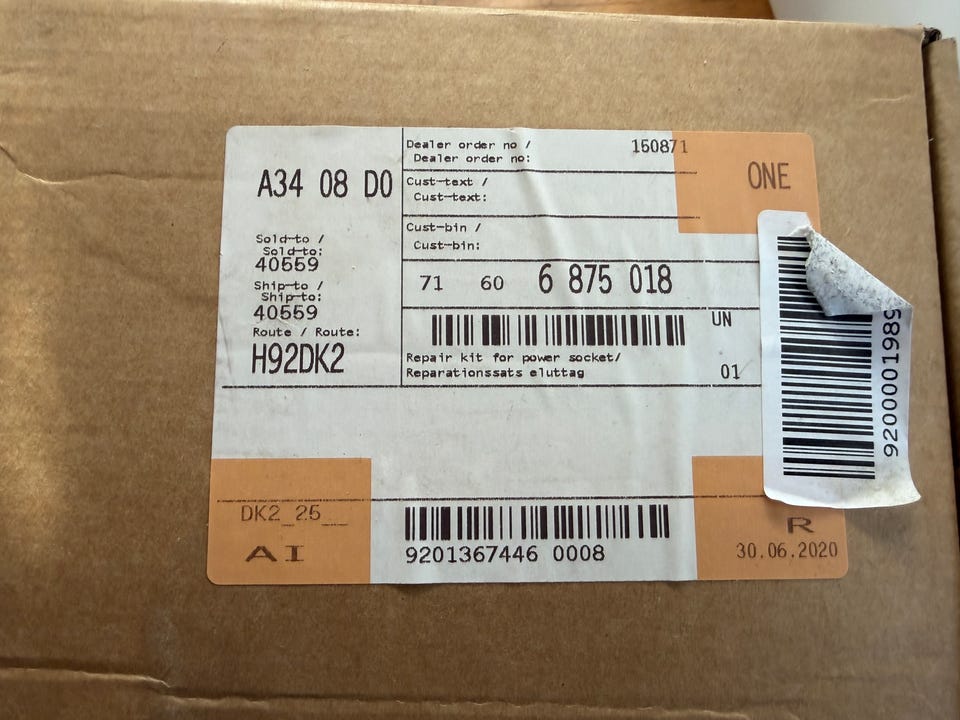 A34 08 D0
Sold-to /
Sold-to:
40559
Ship-to /
Ship-to:
40559
Route / Route:
H92DK2
Dealer order no /
Dealer order no:
150871
Cust-text /
Cust-text:
Cust-bin /
Cust-bin:
71 60 6 875 018
UN
Repair kit for power socket/
Reparationssats eluttag
01
ONE
9200001989
DK2_25___
AI
9201367446 0008
R
30.06.2020